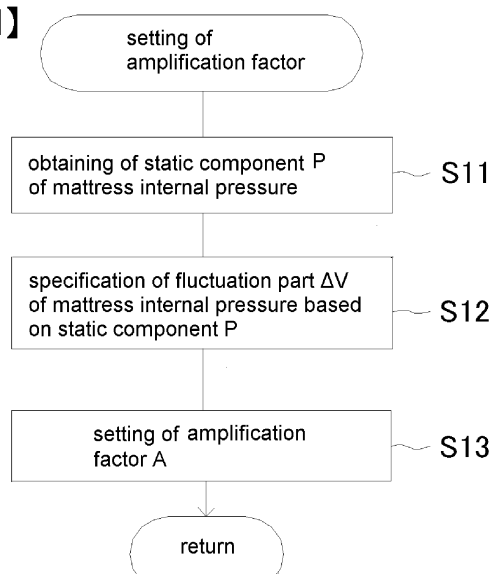 】
setting of
amplification factor
obtaining of static component P
of mattress internal pressure
S11
specification of fluctuation part ΔV
of mattress internal pressure based
on static component P
S12
setting of amplification
factor A
S13
return